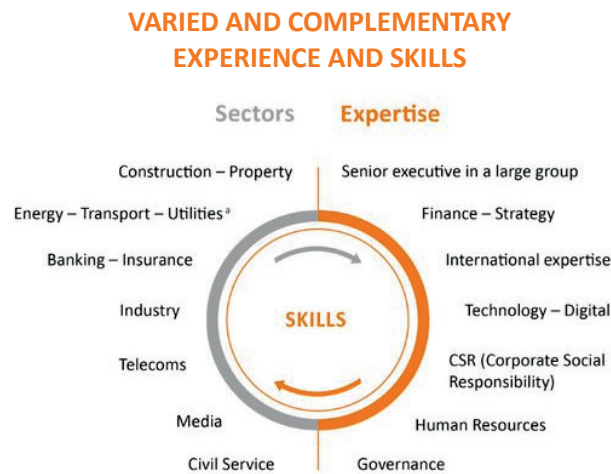 VARIED AND COMPLEMENTARY
EXPERIENCE AND SKILLS
Sectors
Expertise
Construction – Property
Senior executive in a large group
Energy – Transport – Utilities ᵃ
Finance – Strategy
Banking – Insurance
International expertise
Industry
SKILLS
Technology – Digital
Telecoms
CSR (Corporate Social
Responsibility)
Media
Human Resources
Civil Service
Governance